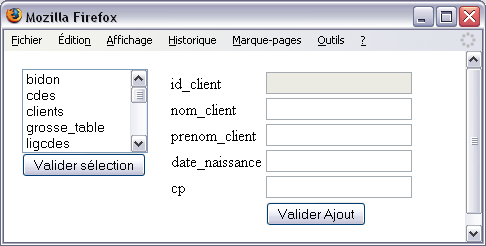 Mozilla Firefox
Fichier Édition Affichage Historique Marque-pages Outils ?
bidon
cdes
clients
grosse_table
ligcdes
Valider sélection
id_client
nom_client
prenom_client
date_naissance
cp
Valider Ajout